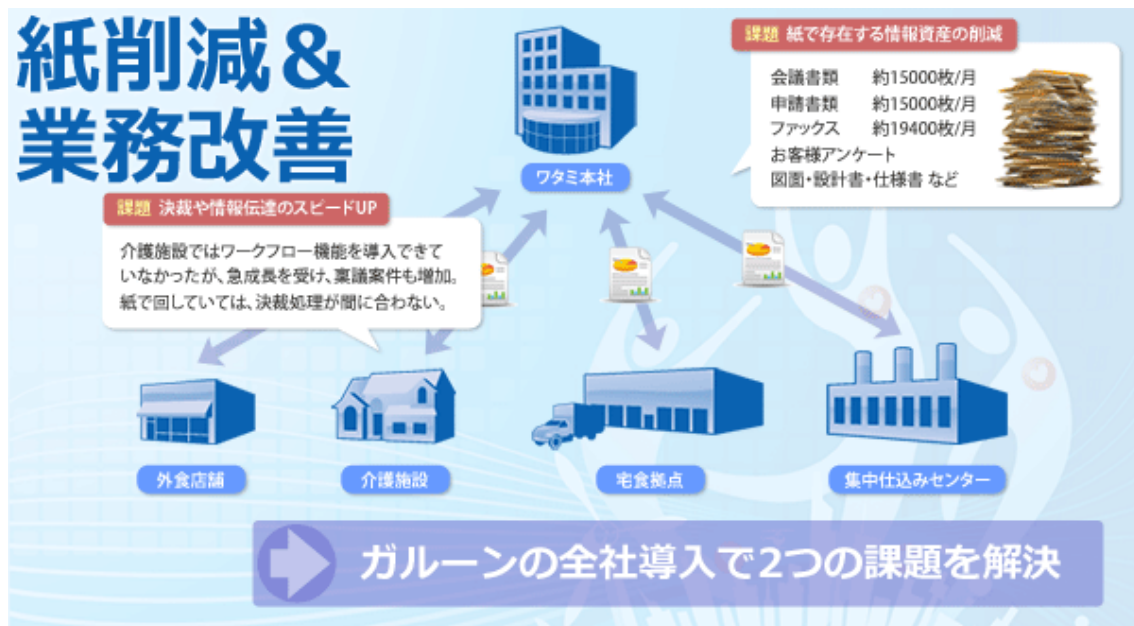 紙削減＆
業務改善
課題 紙で存在する情報資産の削減
会議書類 約15000枚/月
申請書類 約15000枚/月
ファックス 約19400枚/月
お客様アンケート
図面・設計書・仕様書 など
ワタミ本社
課題 決裁や情報伝達のスピードUP
介護施設ではワークフロー機能を導入できて
いなかったが、急成長を受け、稟議案件も増加。
紙で回していては、決裁処理が間に合わない。
外食店舗
介護施設
宅食拠点
集中仕込みセンター
ガルーンの全社導入で2つの課題を解決